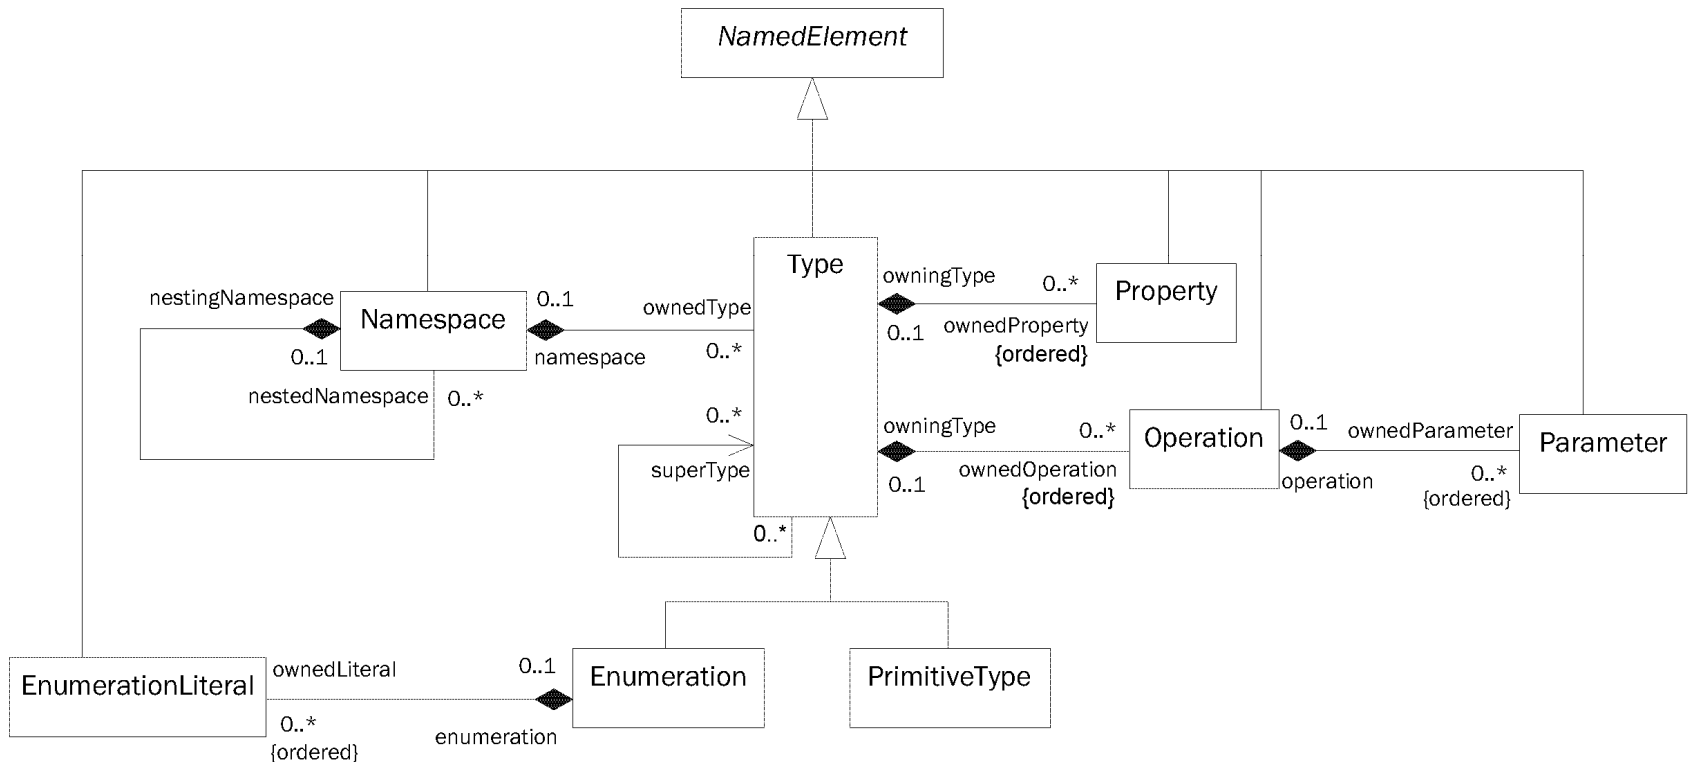 NamedElement
Type
owningType
0..*
Property
nestingNamespace
0..1
ownedType
Namespace
0..1
ownedProperty
{ordered}
0..1
namespace
0..*
nestedNamespace
0..*
0..*
owningType
0..*
Operation
0..1
ownedParameter
Parameter
superType
0..1
ownedOperation
{ordered}
operation
0..*
{ordered}
0..*
EnumerationLiteral
ownedLiteral
0..1
Enumeration
PrimitiveType
0..*
{ordered}
enumeration